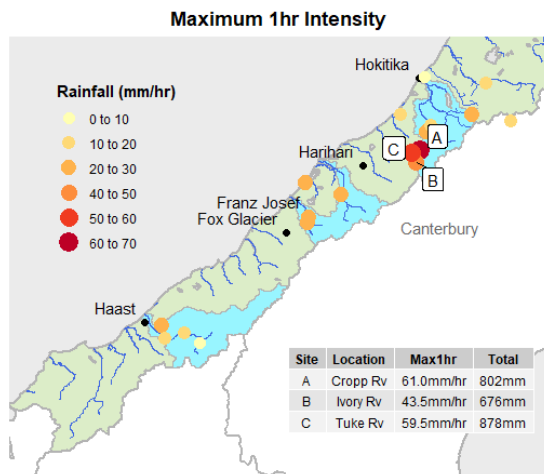 Maximum 1hr Intensity
Hokitika
Rainfall (mm/hr)
0 to 10
10 to 20
20 to 30
40 to 50
50 to 60
60 to 70
A
C
Harihari
B
Franz Josef
Fox Glacier
Canterbury
Haast
Site Location Max1hr Total
A Cropp Rv 61.0mm/hr 802mm
B Ivory Rv 43.5mm/hr 676mm
C Tuke Rv 59.5mm/hr 878mm